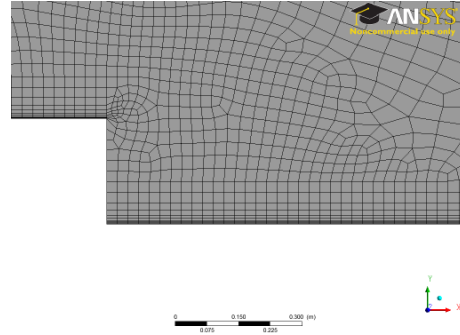 ANSYS
Noncommercial use only
0
0.150
0.300 (m)
0.075
0.225
Y
X